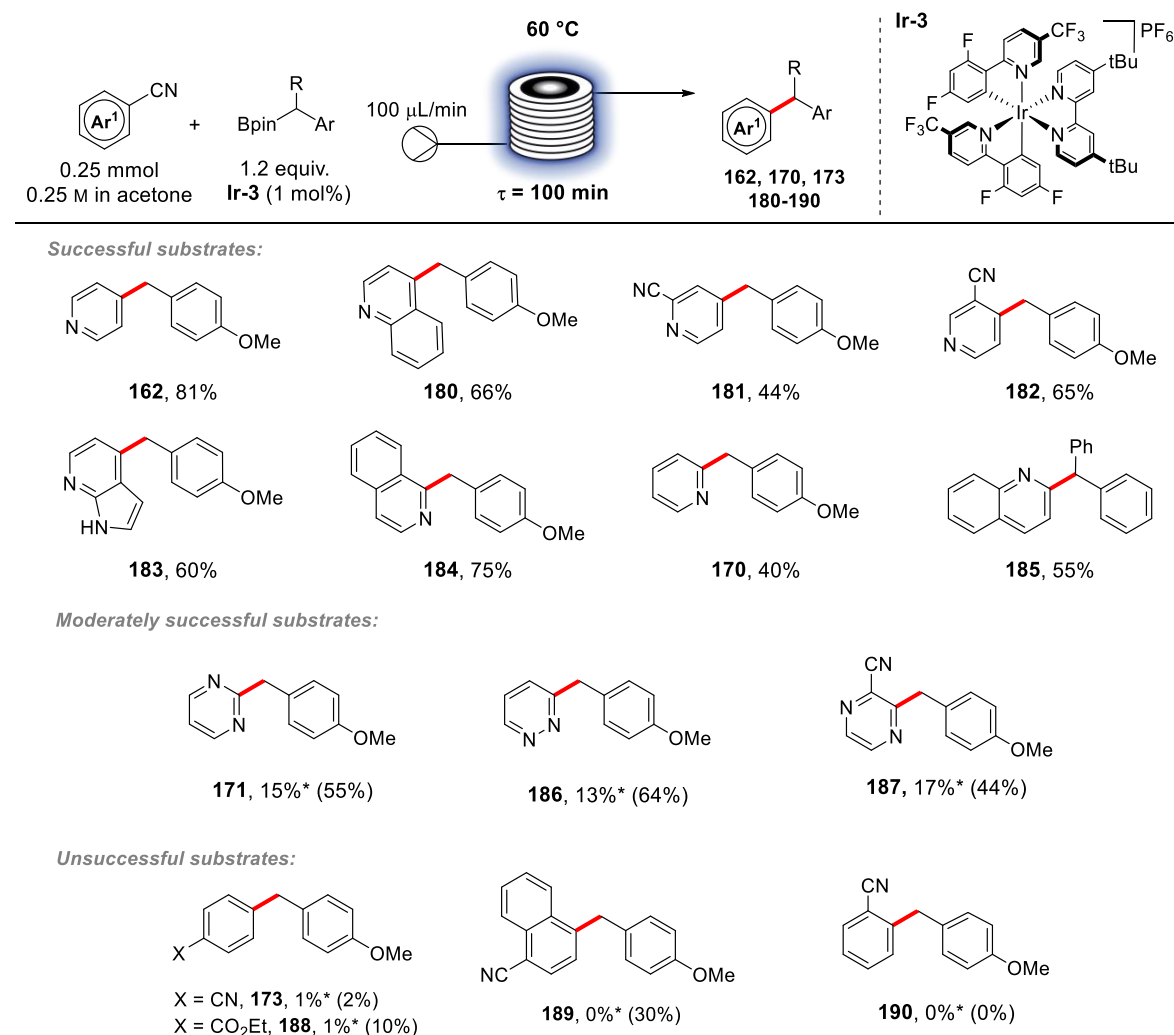 60 °C
Ir-3
PF6
CF3
tBu
F
N
N
F
Ir
F3C
N
N
tBu
F
F
CN
Ar1
+
R
Bpin
Ar
100 μL/min
R
Ar1
Ar
0.25 mmol
0.25 M in acetone
1.2 equiv.
Ir-3 (1 mol%)
τ = 100 min
162, 170, 173
180-190
Successful substrates:
N
OMe
N
OMe
NC
N
OMe
CN
N
OMe
162, 81%
180, 66%
181, 44%
182, 65%
N
HN
OMe
N
OMe
N
OMe
Ph
N
183, 60%
184, 75%
170, 40%
185, 55%
Moderately successful substrates:
N
N
OMe
N
N
OMe
CN
N
N
OMe
171, 15%* (55%)
186, 13%* (64%)
187, 17%* (44%)
Unsuccessful substrates:
X
OMe
NC
OMe
CN
OMe
X = CN, 173, 1%* (2%)
X = CO2Et, 188, 1%* (10%)
189, 0%* (30%)
190, 0%* (0%)